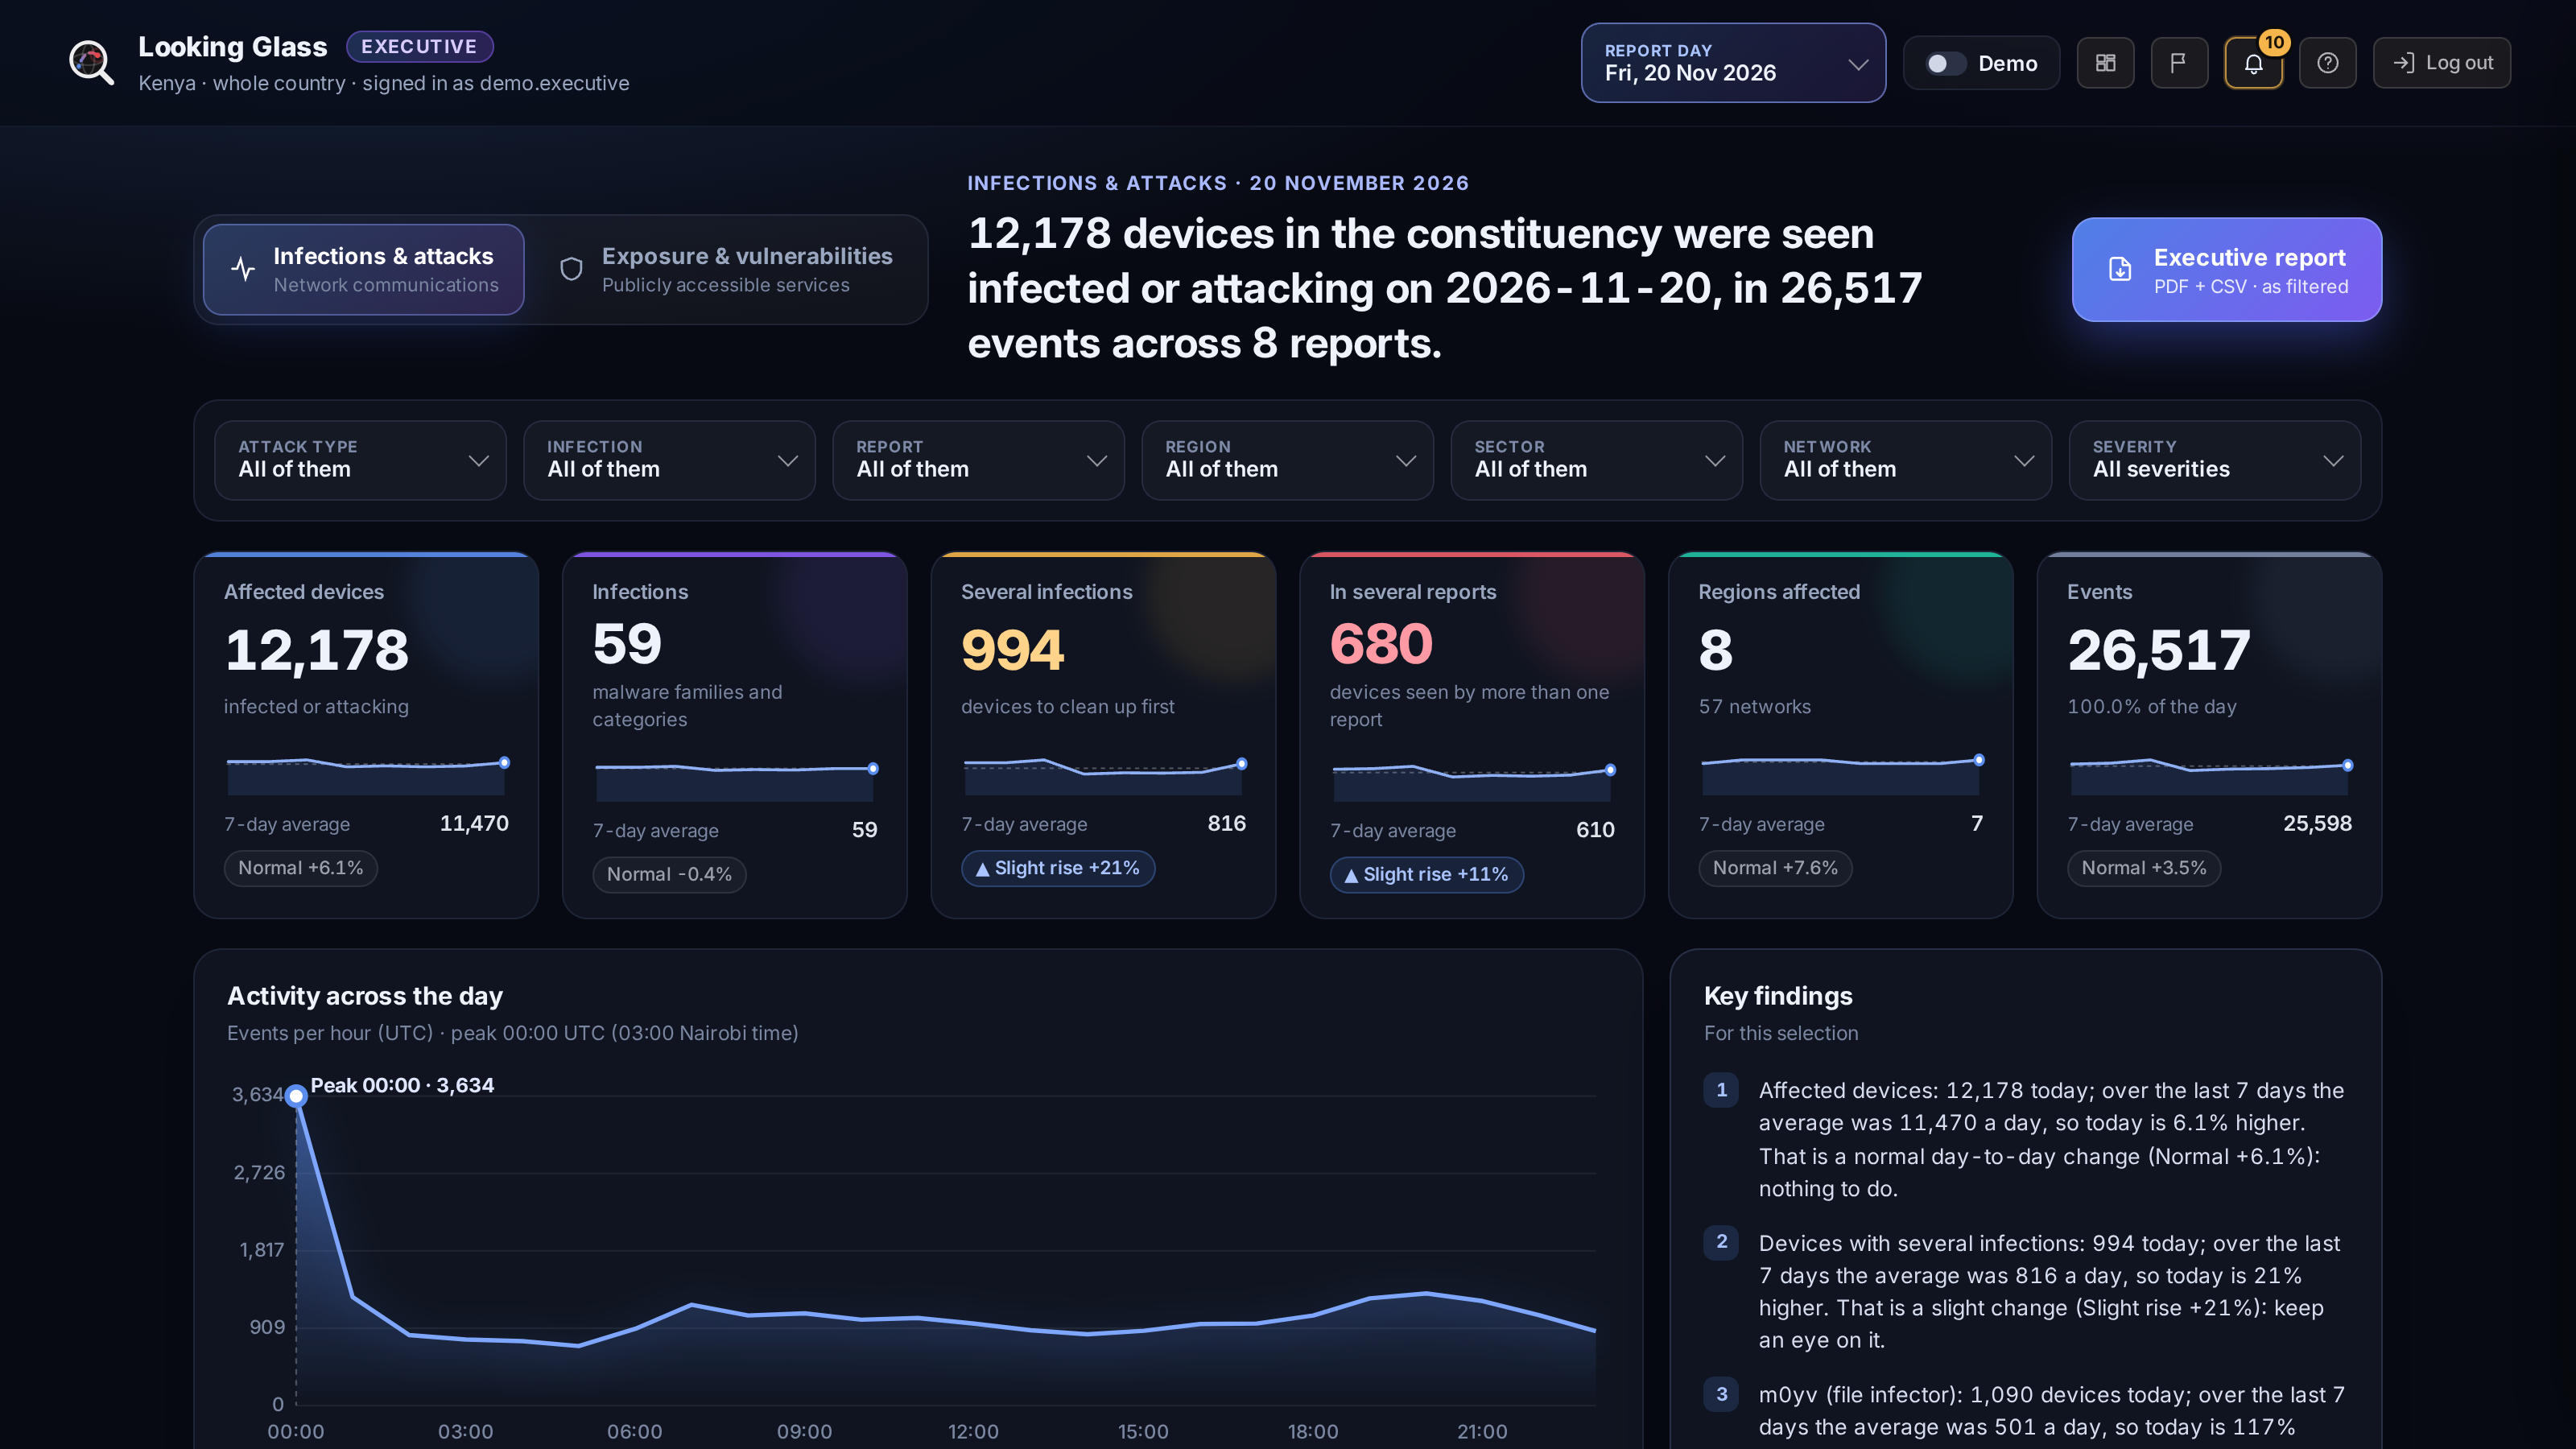 Looking Glass EXECUTIVE
Kenya · whole country · signed in as demo.executive
REPORT DAY
Fri, 20 Nov 2026
Demo
10
Log out
Infections & attacks
Network communications
Exposure & vulnerabilities
Publicly accessible services
INFECTIONS & ATTACKS · 20 NOVEMBER 2026
12,178 devices in the constituency were seen
infected or attacking on 2026-11-20, in 26,517
events across 8 reports.
Executive report
PDF + CSV · as filtered
ATTACK TYPE
All of them
INFECTION
All of them
REPORT
All of them
REGION
All of them
SECTOR
All of them
NETWORK
All of them
SEVERITY
All severities
Affected devices
12,178
infected or attacking
7-day average 11,470
Normal +6.1%
Infections
59
malware families and
categories
7-day average 59
Normal -0.4%
Several infections
994
devices to clean up first
7-day average 816
▲ Slight rise +21%
In several reports
680
devices seen by more than one
report
7-day average 610
▲ Slight rise +11%
Regions affected
8
57 networks
7-day average 7
Normal +7.6%
Events
26,517
100.0% of the day
7-day average 25,598
Normal +3.5%
Activity across the day
Events per hour (UTC) · peak 00:00 UTC (03:00 Nairobi time)
Peak 00:00 · 3,634
3,634
2,726
1,817
909
0
00:00 03:00 06:00 09:00 12:00 15:00 18:00 21:00
Key findings
For this selection
1 Affected devices: 12,178 today; over the last 7 days the
average was 11,470 a day, so today is 6.1% higher.
That is a normal day-to-day change (Normal +6.1%):
nothing to do.
2 Devices with several infections: 994 today; over the last
7 days the average was 816 a day, so today is 21%
higher. That is a slight change (Slight rise +21%): keep
an eye on it.
3 m0yv (file infector): 1,090 devices today; over the last 7
days the average was 501 a day, so today is 117%